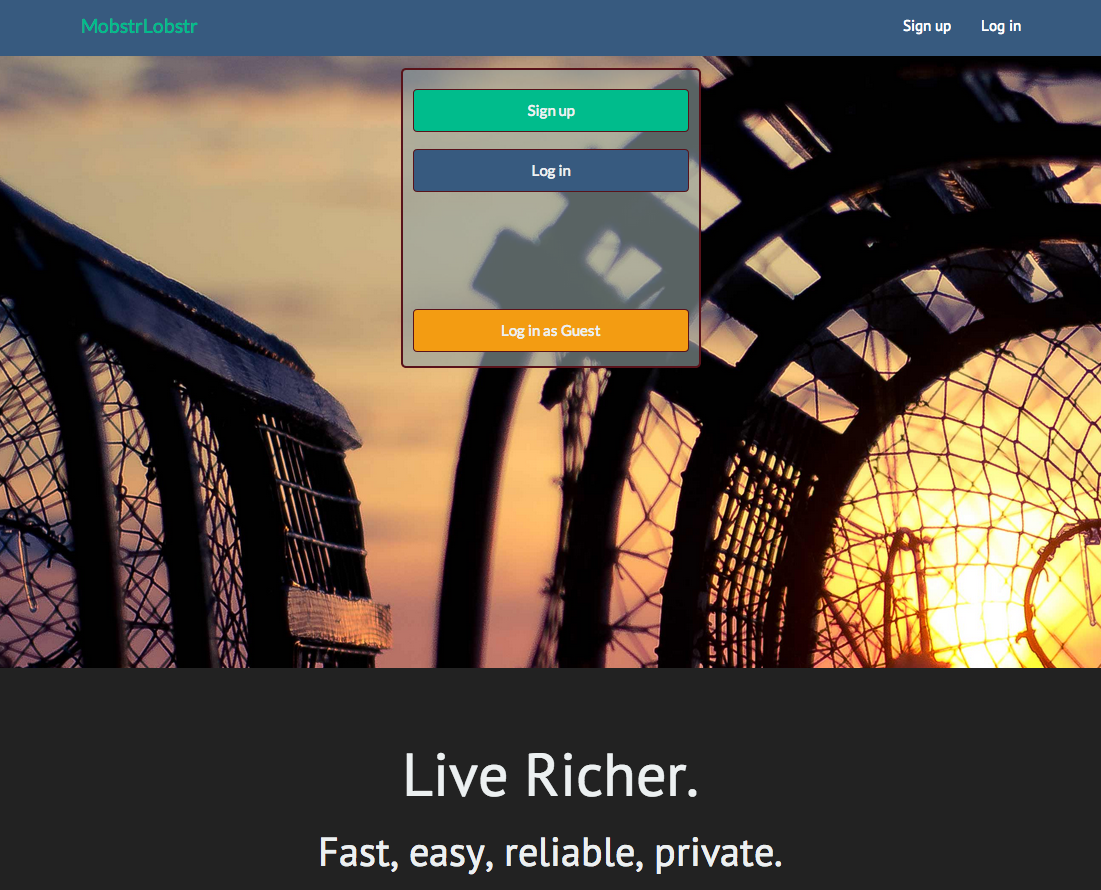 MobstrLobstr
Sign up Log in
Sign up
Log in
Log in as Guest
Live Richer.
Fast, easy, reliable, private.